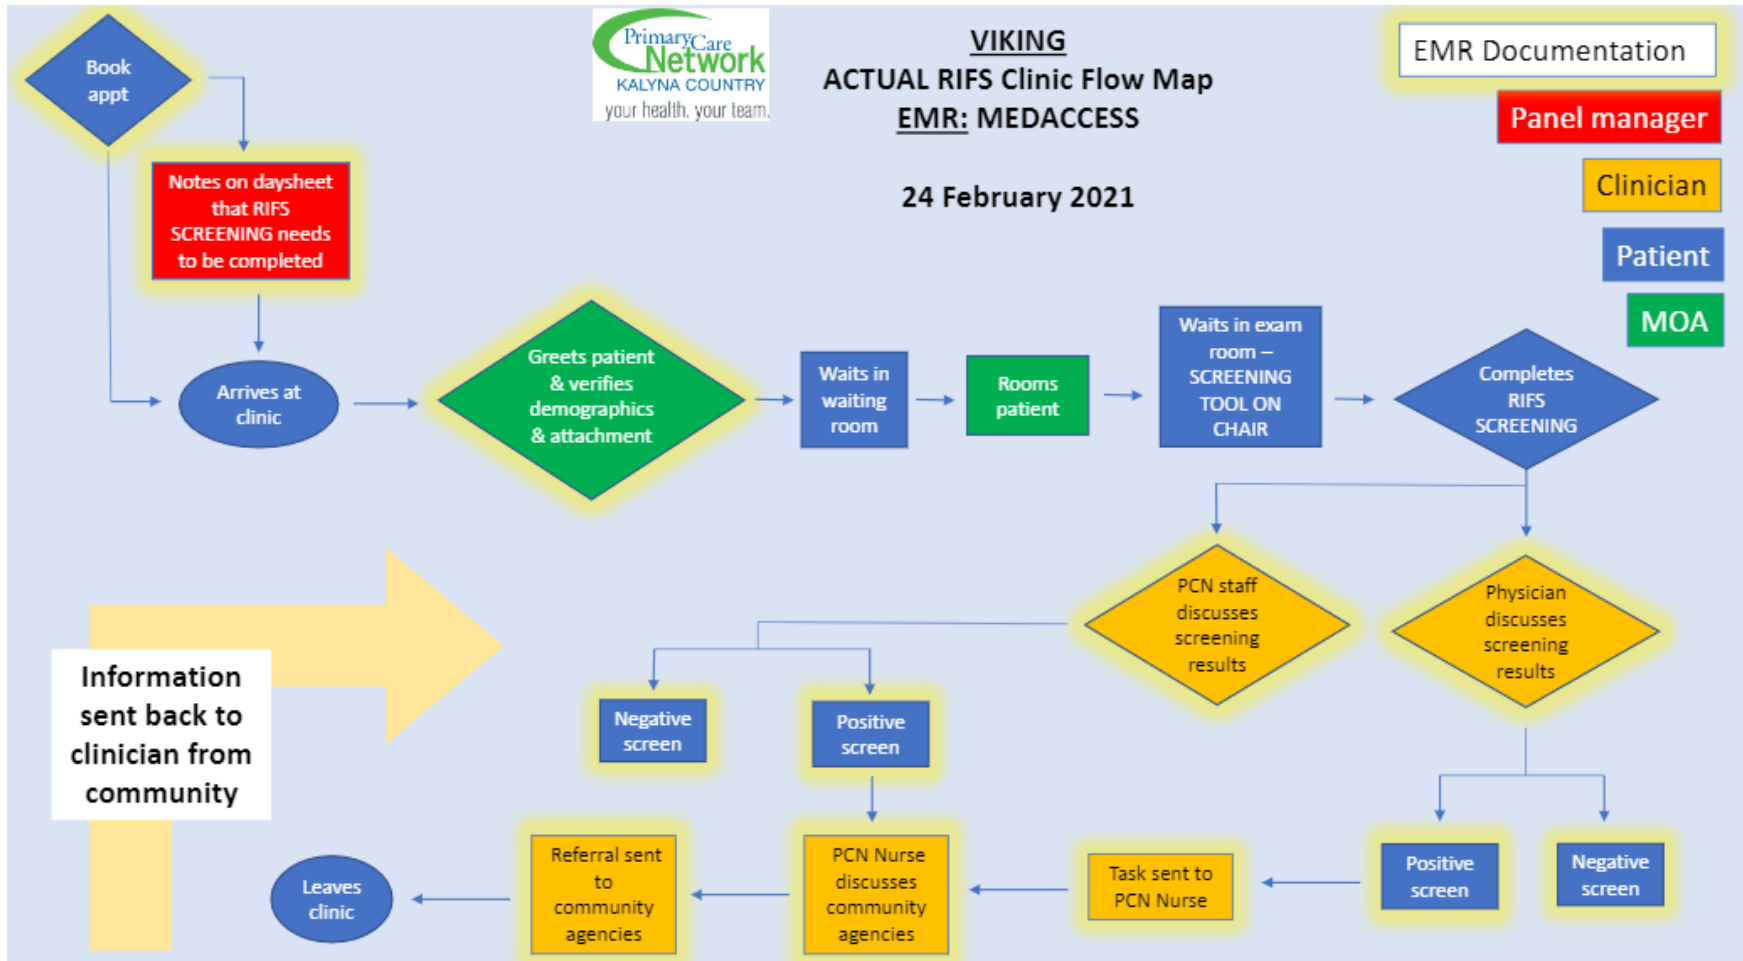 Book
appt
PrimaryCare
Network
KALYNA COUNTRY
your health. your team.
VIKING
ACTUAL RIFS Clinic Flow Map
EMR: MEDACCESS
24 February 2021
EMR Documentation
Panel manager
Clinician
Patient
MOA
Notes on daysheet
that RIFS
SCREENING needs
to be completed
Arrives at
clinic
Greets patient
& verifies
demographics
& attachment
Waits in
waiting
room
Rooms
patient
Waits in exam
room –
SCREENING
TOOL ON
CHAIR
Completes
RIFS
SCREENING
PCN staff
discusses
screening
results
Physician
discusses
screening
results
Information
sent back to
clinician from
community
Negative
screen
Positive
screen
Leaves
clinic
Referral sent
to
community
agencies
PCN Nurse
discusses
community
agencies
Task sent to
PCN Nurse
Positive
screen
Negative
screen